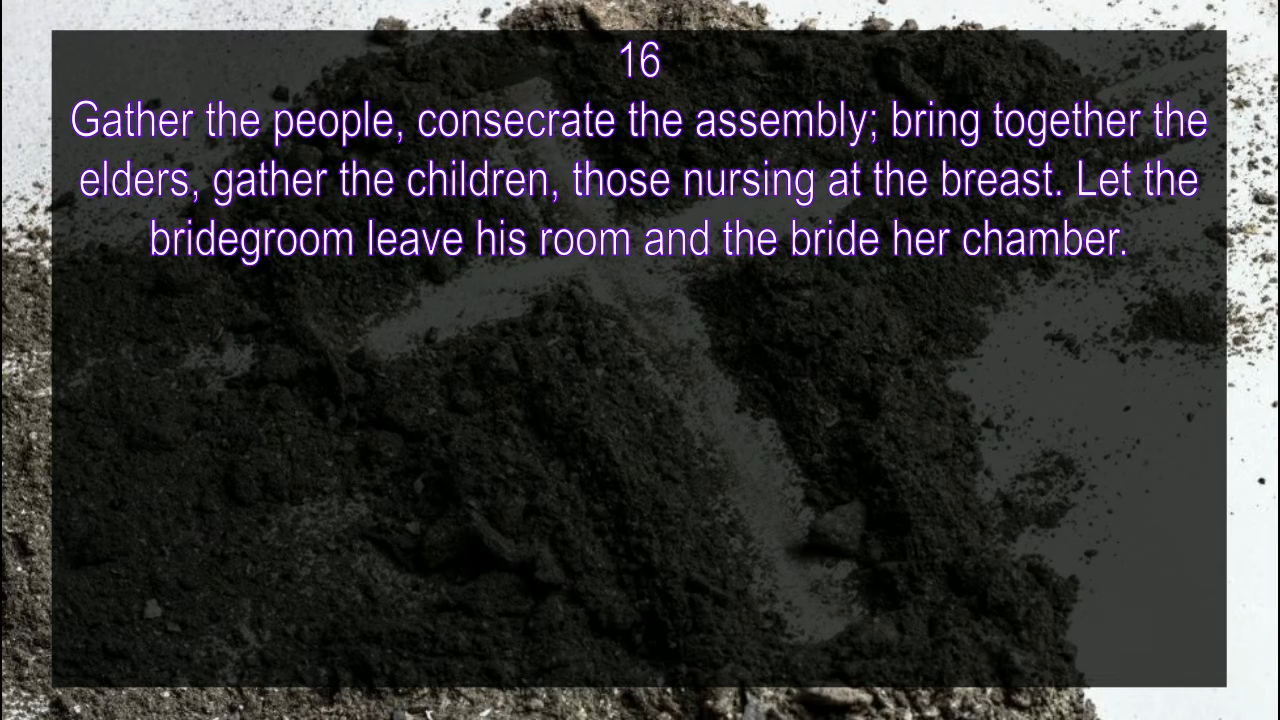 16
Gather the people, consecrate the assembly; bring together the
elders, gather the children, those nursing at the breast. Let the
bridegroom leave his room and the bride her chamber.